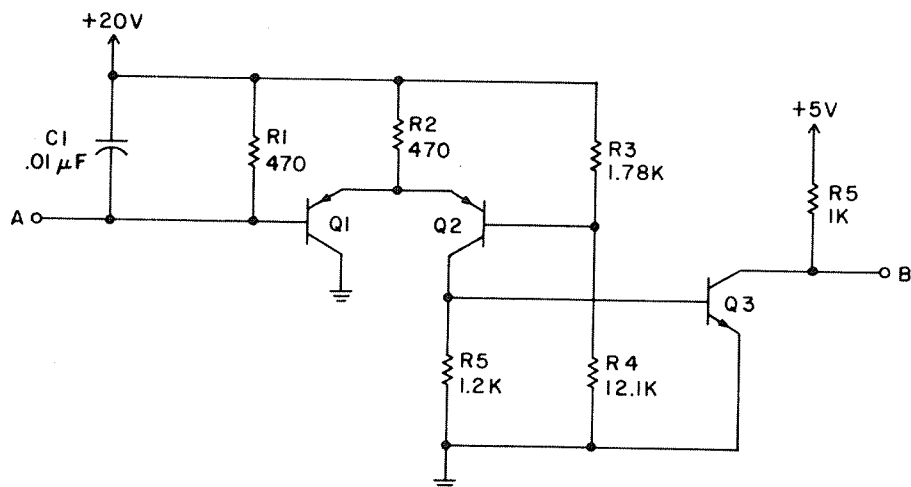 +20V
C1
.01 µF
R1
470
R2
470
R3
1.78K
+5V
R5
1K
A
Q1
Q2
B
Q3
R5
1.2K
R4
12.1K